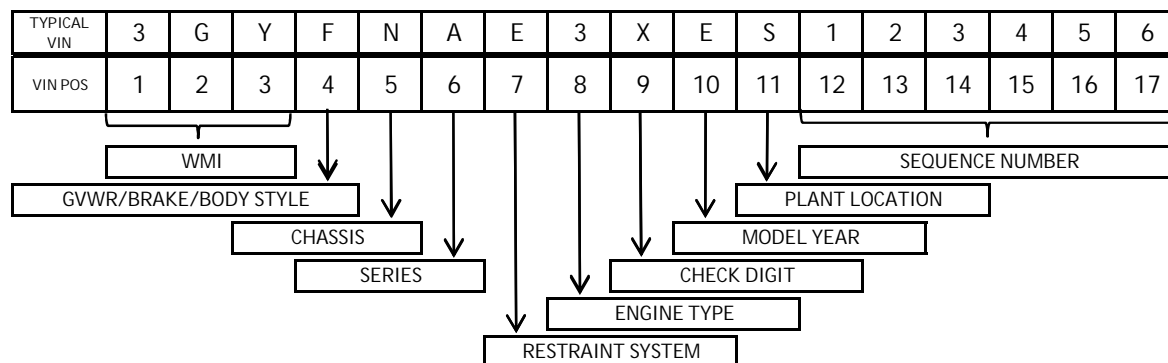 TYPICAL VIN 3 G Y F N A E 3 X E S 1 2 3 4 5 6
VIN POS 1 2 3 4 5 6 7 8 9 10 11 12 13 14 15 16 17
WMI SEQUENCE NUMBER
GVWR/BRAKE/BODY STYLE PLANT LOCATION
CHASSIS MODEL YEAR
SERIES CHECK DIGIT
ENGINE TYPE
RESTRAINT SYSTEM